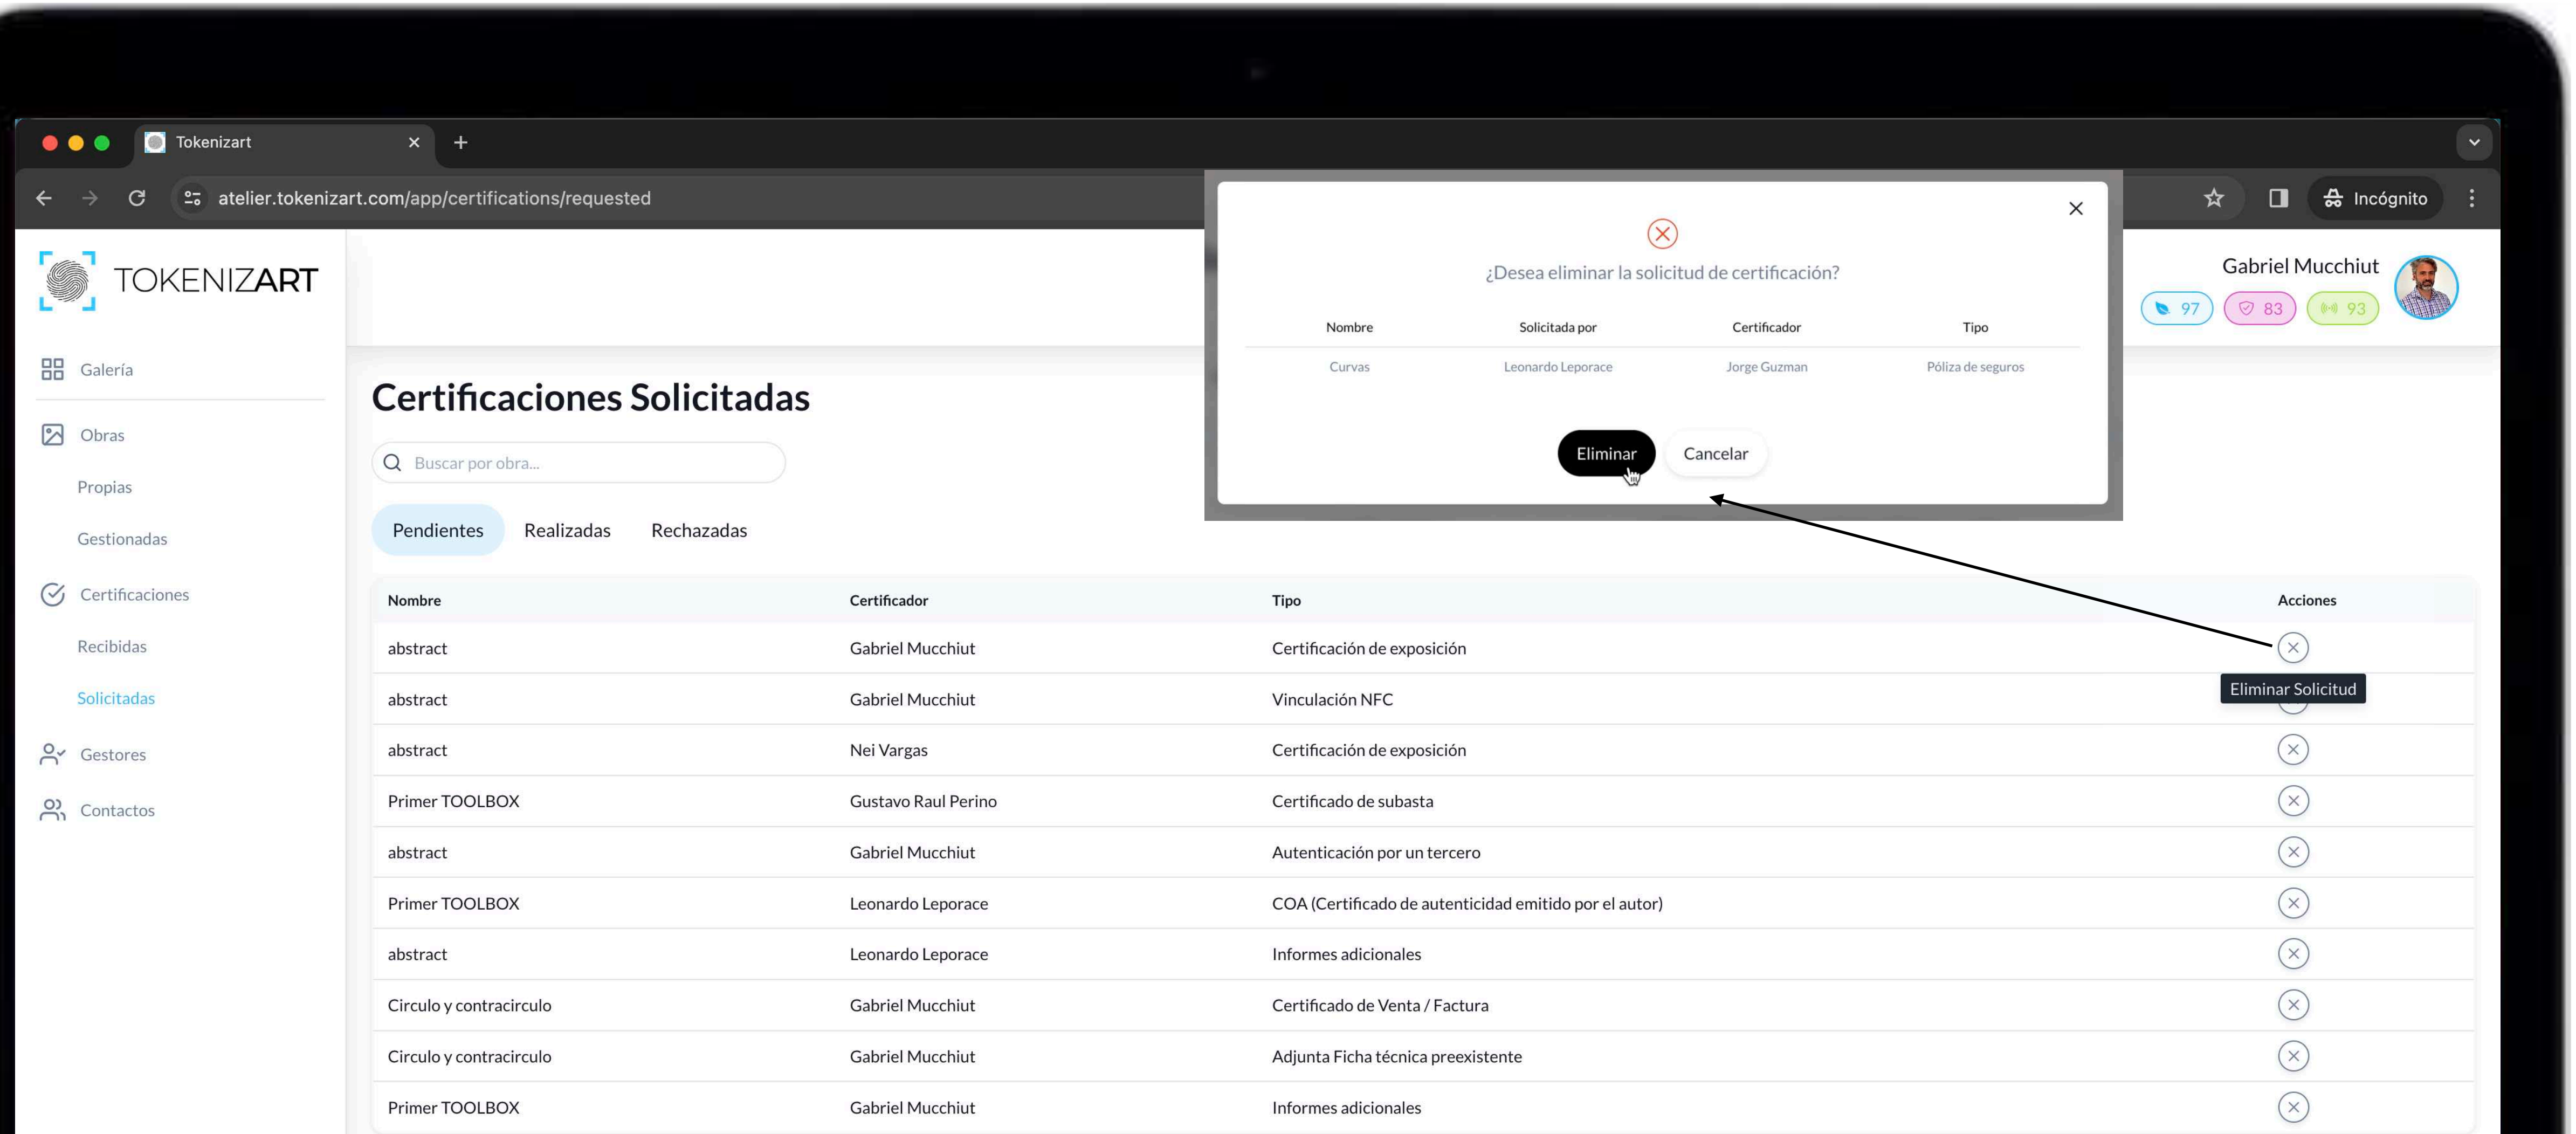 Tokenizart
atelier.tokenizart.com/app/certifications/requested
Incógnito
TOKENIZART
Gabriel Mucchiut
97 83 93
¿Desea eliminar la solicitud de certificación?
Nombre Solicitada por Certificador Tipo
Curvas Leonardo Leporace Jorge Guzman Póliza de seguros
Eliminar Cancelar
Galería
Obras
Propias
Gestionadas
Certificaciones
Recibidas
Solicitadas
Gestores
Contactos
Certificaciones Solicitadas
Buscar por obra...
Pendientes Realizadas Rechazadas
Nombre Certificador Tipo Acciones
abstract Gabriel Mucchiut Certificación de exposición
Eliminar Solicitud
abstract Gabriel Mucchiut Vinculación NFC
abstract Nei Vargas Certificación de exposición
Primer TOOLBOX Gustavo Raul Perino Certificado de subasta
abstract Gabriel Mucchiut Autenticación por un tercero
Primer TOOLBOX Leonardo Leporace COA (Certificado de autenticidad emitido por el autor)
abstract Leonardo Leporace Informes adicionales
Circulo y contracirculo Gabriel Mucchiut Certificado de Venta / Factura
Circulo y contracirculo Gabriel Mucchiut Adjunta Ficha técnica preexistente
Primer TOOLBOX Gabriel Mucchiut Informes adicionales